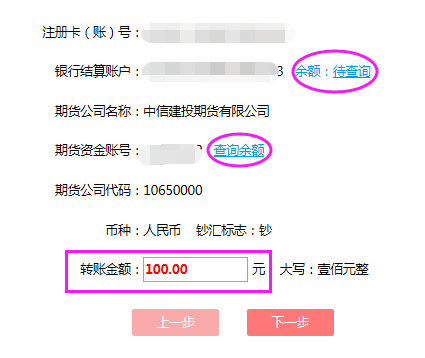 注册卡（账）号：
银行结算账户： 3 余额：待查询
期货公司名称：中信建投期货有限公司
期货资金账号： 查询余额
期货公司代码：10650000
币种：人民币 钞汇标志：钞
转账金额：100.00 元 大写：壹佰元整
上一步 下一步